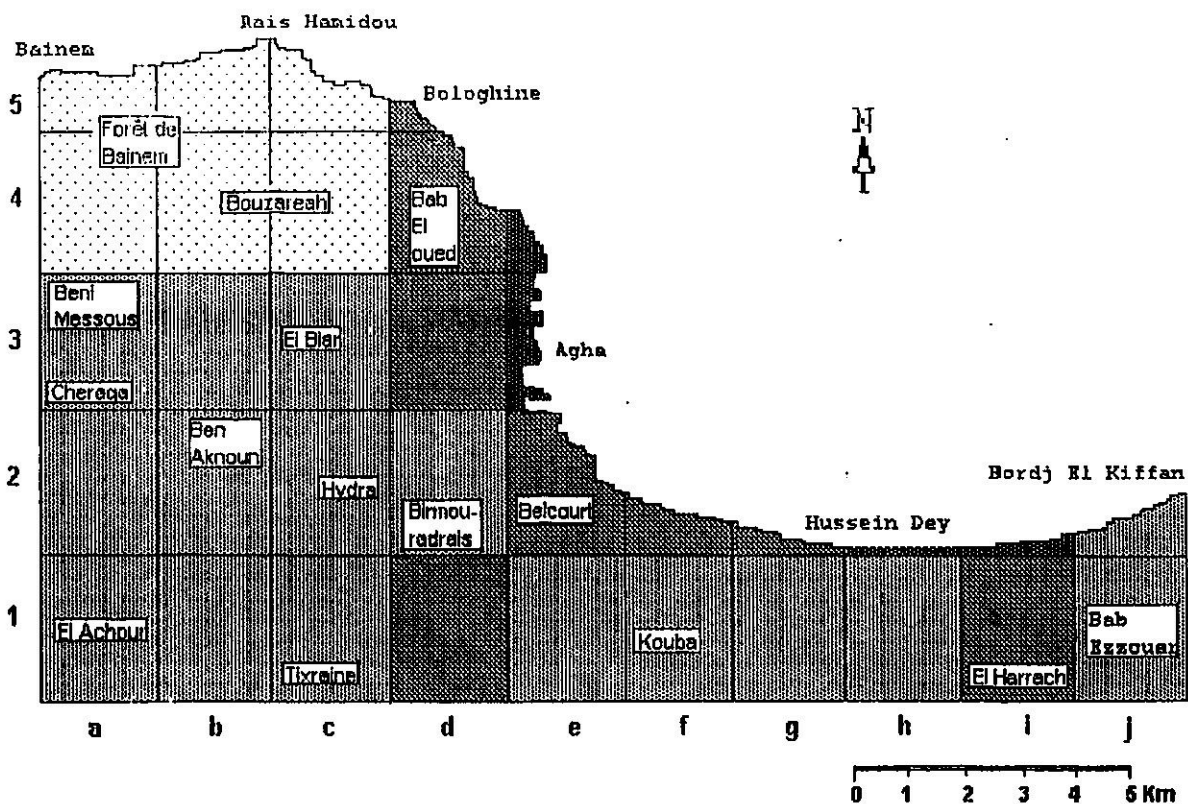 Rais Hamidou
Bainem
5
Bologhine
N
Forêt de
Bainem
4
Bouzareah
Bab
El
oued
Beni
Messous
3
El Biar
Agha
Cheraga
Ben
Aknoun
2
Hydra
Bordj El Kiffan
Birmou-
radrais
Belcourt
Hussein Dey
1
El Achour
Kouba
Bab
Ezzouar
Tixraine
El Harrach
a b c d e f g h i j
0 1 2 3 4 5 Km